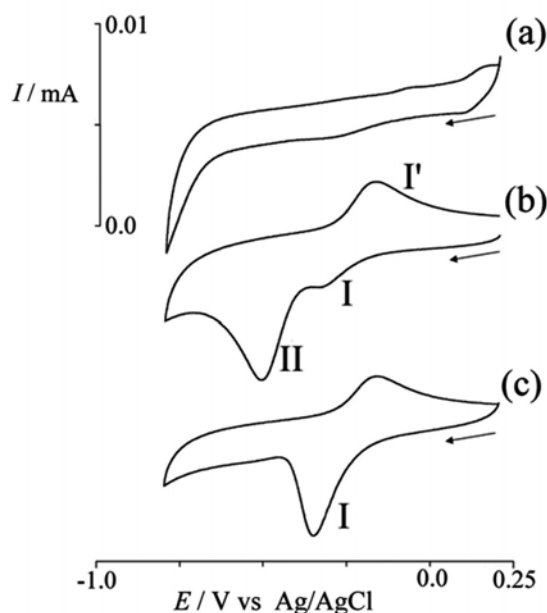 0.01
(a)
I / mA
I'
0.0
(b)
I
II
(c)
I
-1.0
0.0
0.25
E / V vs Ag/AgCl